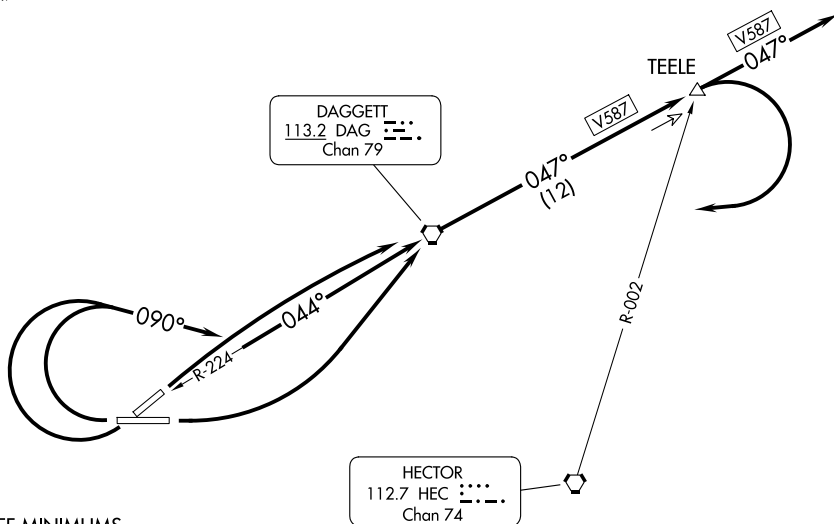 V587
047°
TEELE
DAGGETT
113.2 DAG
Chan 79
V587
047°
(12)
R-002
090°
044°
R-224
HECTOR
112.7 HEC
Chan 74